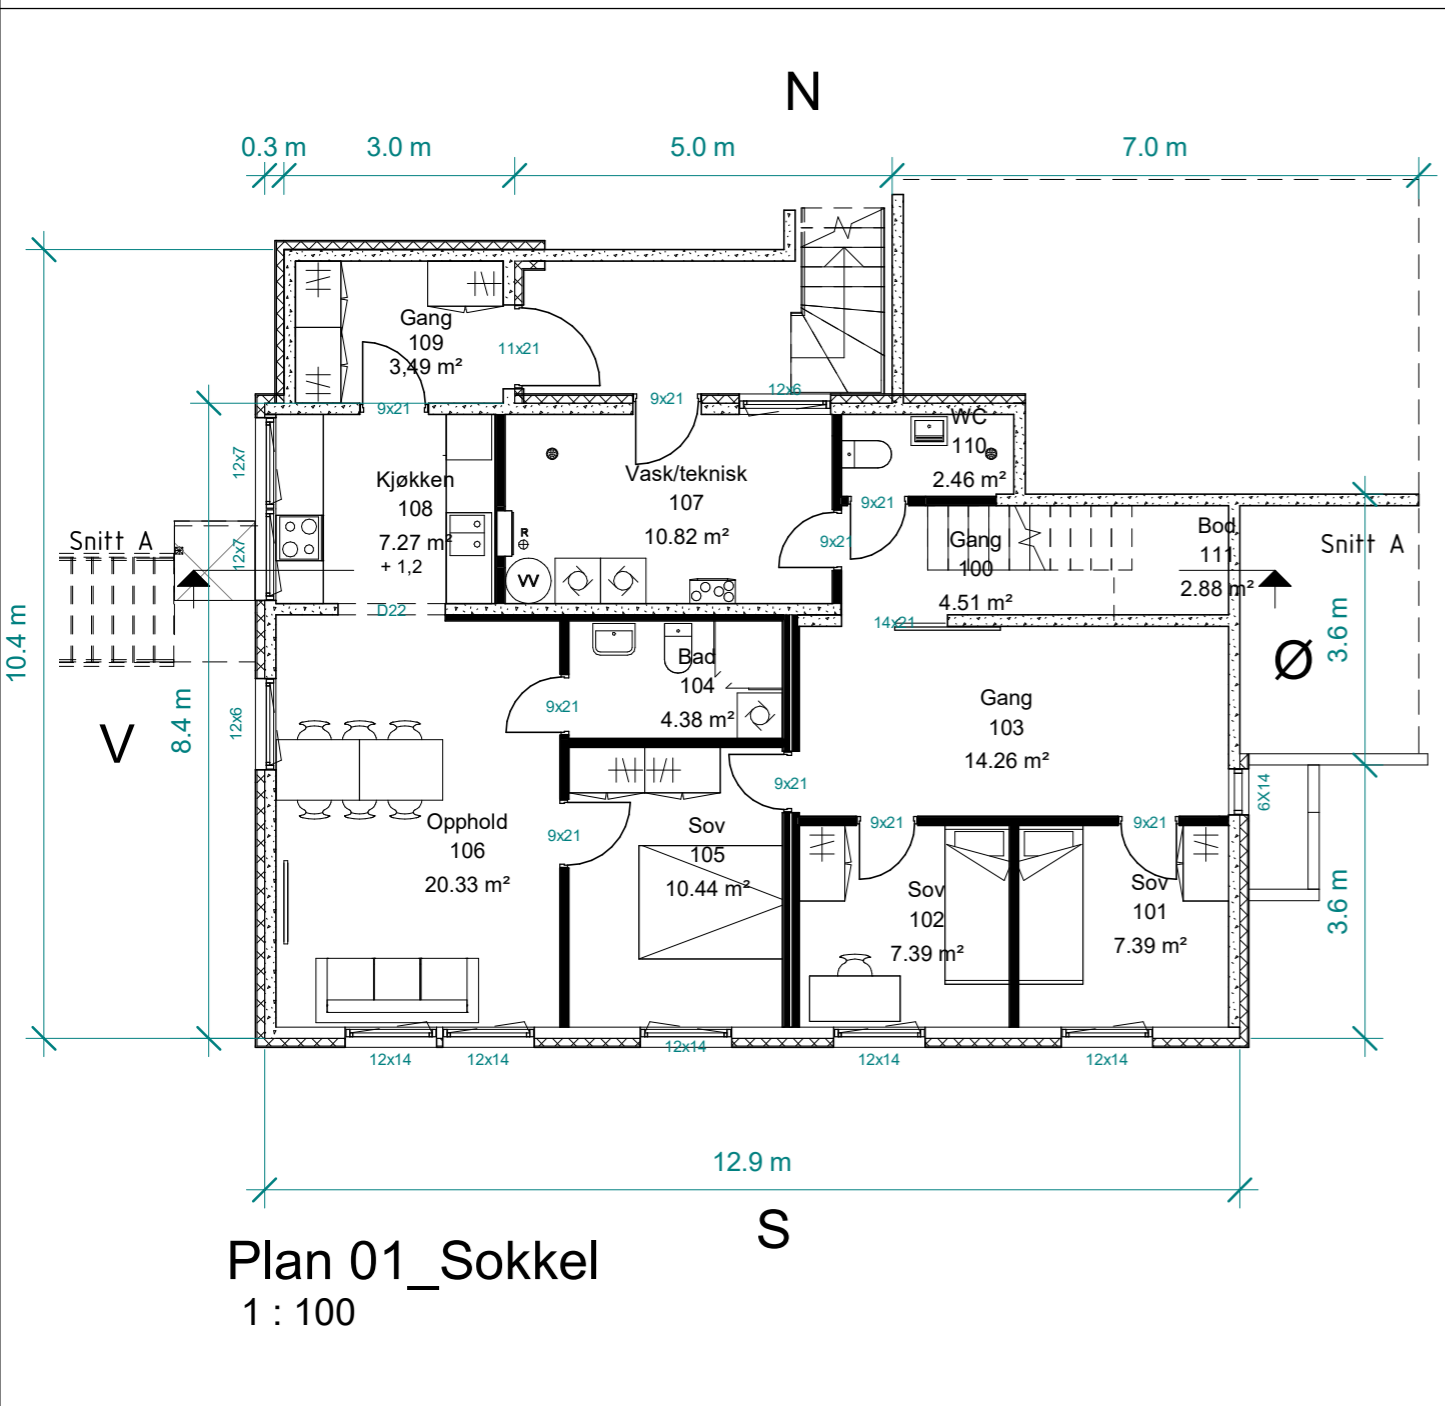 N
0.3 m
3.0 m
5.0 m
7.0 m
Gang
109
3,49 m²
11x21
9x21
9x21
12x6
WC
110
2.46 m²
12x7
Kjøkken
108
7.27 m²
+ 1,2
Vask/teknisk
107
10.82 m²
R
VV
9x21
9x21
Gang
100
4.51 m²
Bod
111
2.88 m²
Snitt A
Snitt A
12x7
D22
14x21
10.4 m
8.4 m
3.6 m
V
Ø
12x6
Bad
104
4.38 m²
9x21
Gang
103
14.26 m²
9x21
6X14
Opphold
106
20.33 m²
9x21
Sov
105
10.44 m²
9x21
9x21
Sov
102
7.39 m²
Sov
101
7.39 m²
3.6 m
12x14
12x14
12x14
12x14
12x14
12.9 m
S
Plan 01_Sokkel
1 : 100